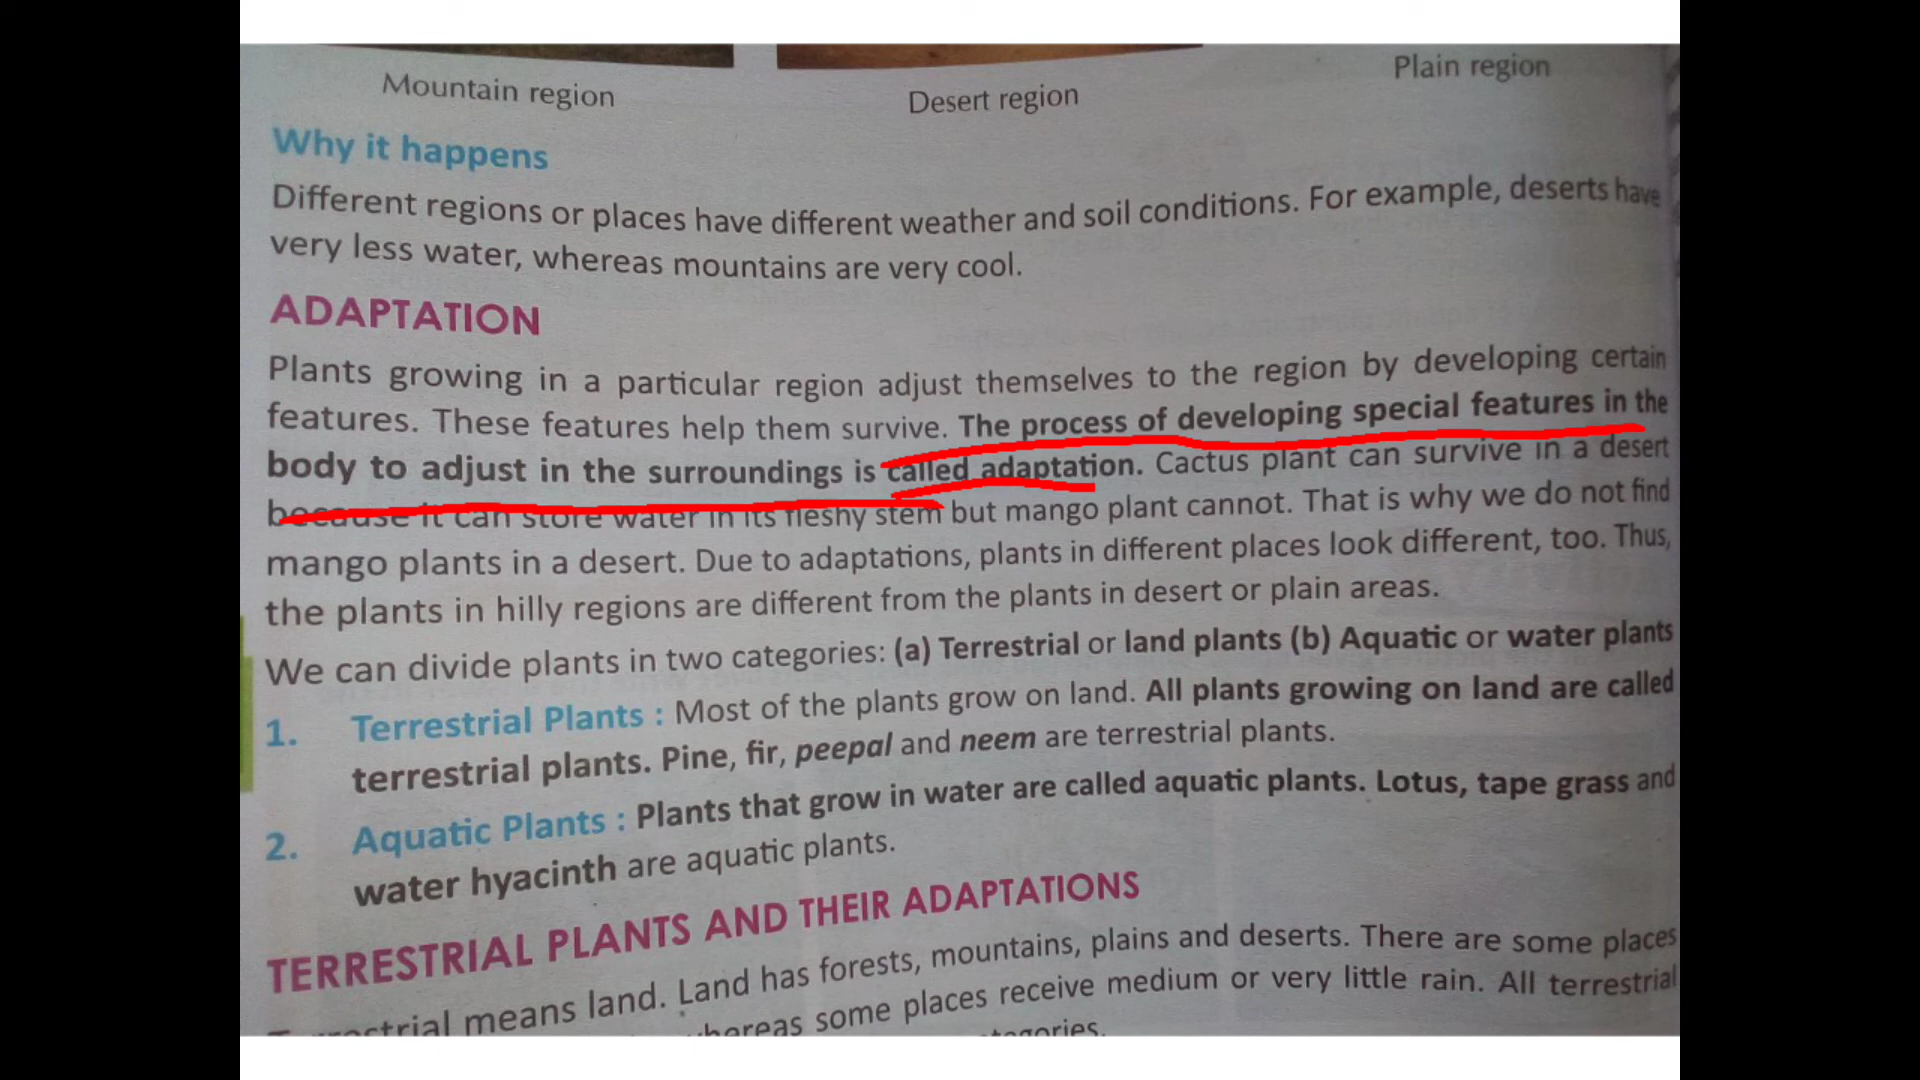 Mountain region
Desert region
Plain region
Why it happens
Different regions or places have different weather and soil conditions. For example, deserts have
very less water, whereas mountains are very cool.
ADAPTATION
Plants growing in a particular region adjust themselves to the region by developing certain
features. These features help them survive. The process of developing special features in the
body to adjust in the surroundings is called adaptation. Cactus plant can survive in a desert
because it can store water in its fleshy stem but mango plant cannot. That is why we do not find
mango plants in a desert. Due to adaptations, plants in different places look different, too. Thus,
the plants in hilly regions are different from the plants in desert or plain areas.
We can divide plants in two categories: (a) Terrestrial or land plants (b) Aquatic or water plants
1. Terrestrial Plants : Most of the plants grow on land. All plants growing on land are called
terrestrial plants. Pine, fir, peepal and neem are terrestrial plants.
2. Aquatic Plants : Plants that grow in water are called aquatic plants. Lotus, tape grass and
water hyacinth are aquatic plants.
TERRESTRIAL PLANTS AND THEIR ADAPTATIONS
Terrestrial means land. Land has forests, mountains, plains and deserts. There are some places
whereas some places receive medium or very little rain. All terrestrial